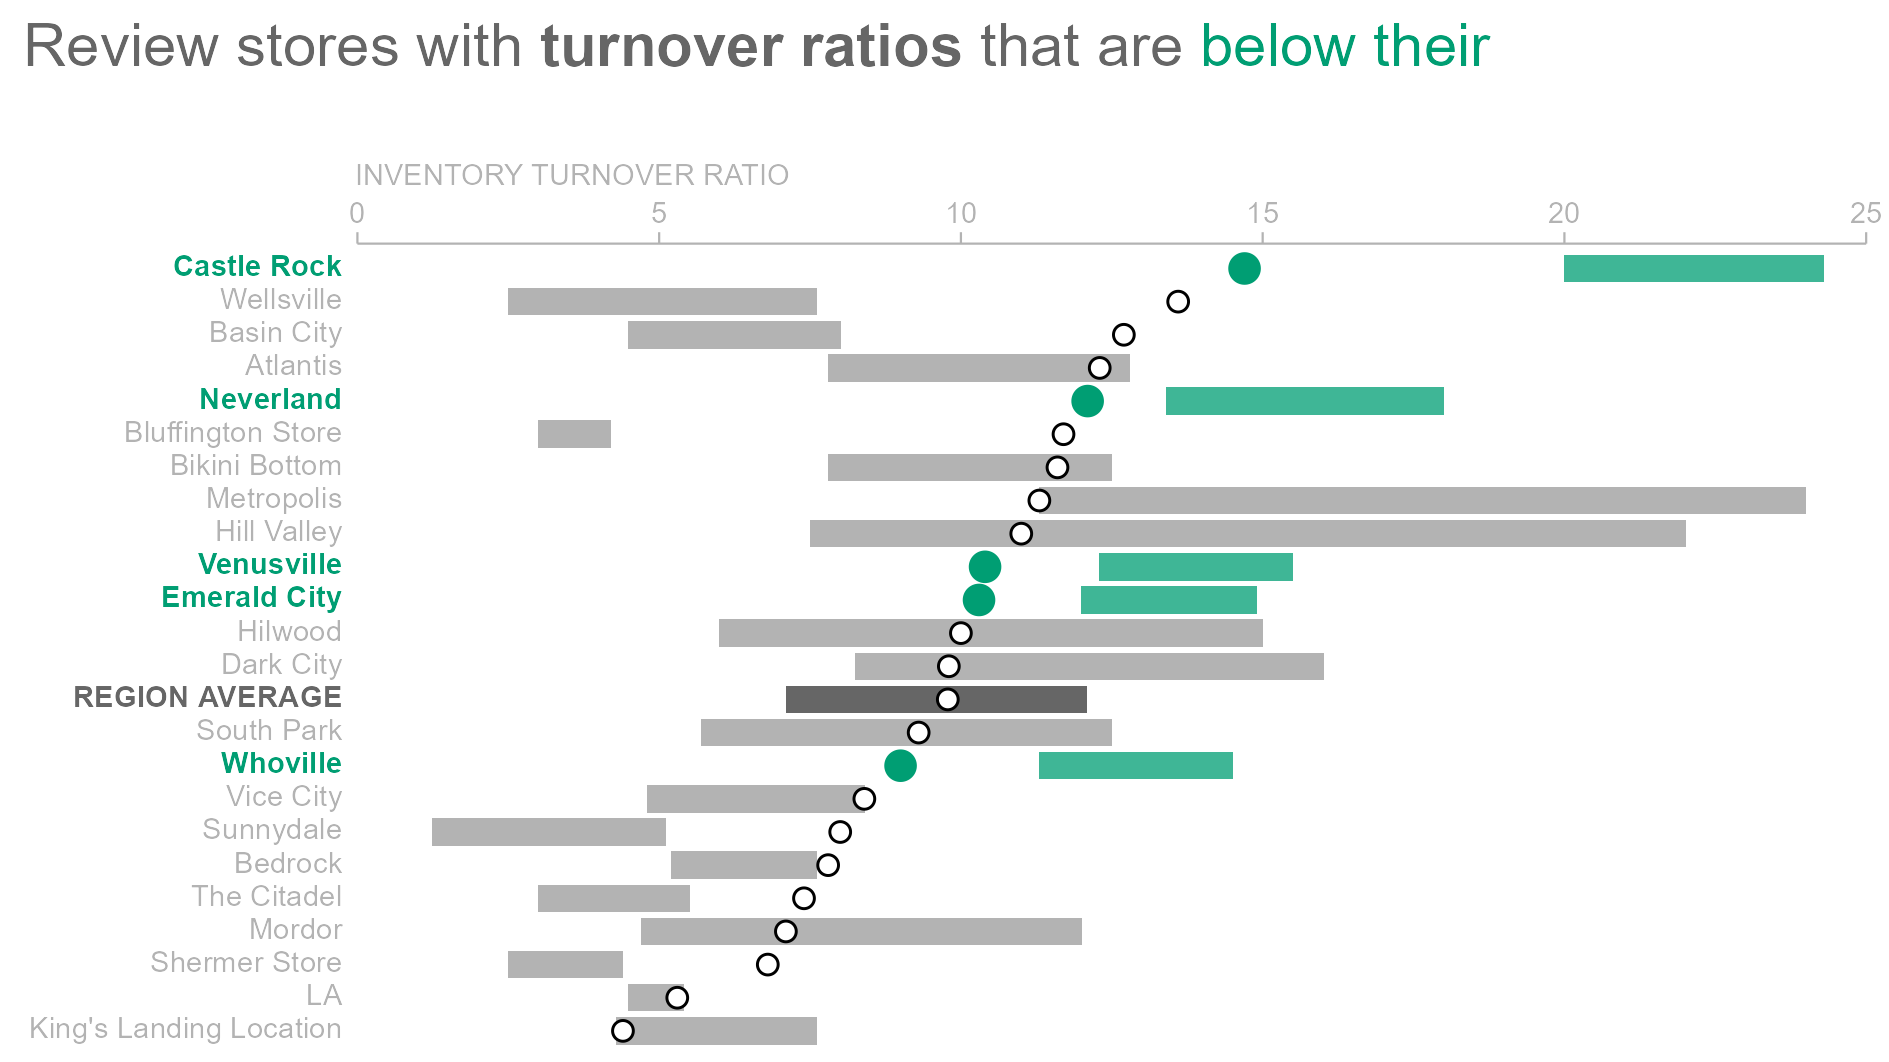 Review stores with turnover ratios that are below their
INVENTORY TURNOVER RATIO
0 5 10 15 20 25
Castle Rock
Wellsville
Basin City
Atlantis
Neverland
Bluffington Store
Bikini Bottom
Metropolis
Hill Valley
Venusville
Emerald City
Hilwood
Dark City
REGION AVERAGE
South Park
Whoville
Vice City
Sunnydale
Bedrock
The Citadel
Mordor
Shermer Store
LA
King's Landing Location